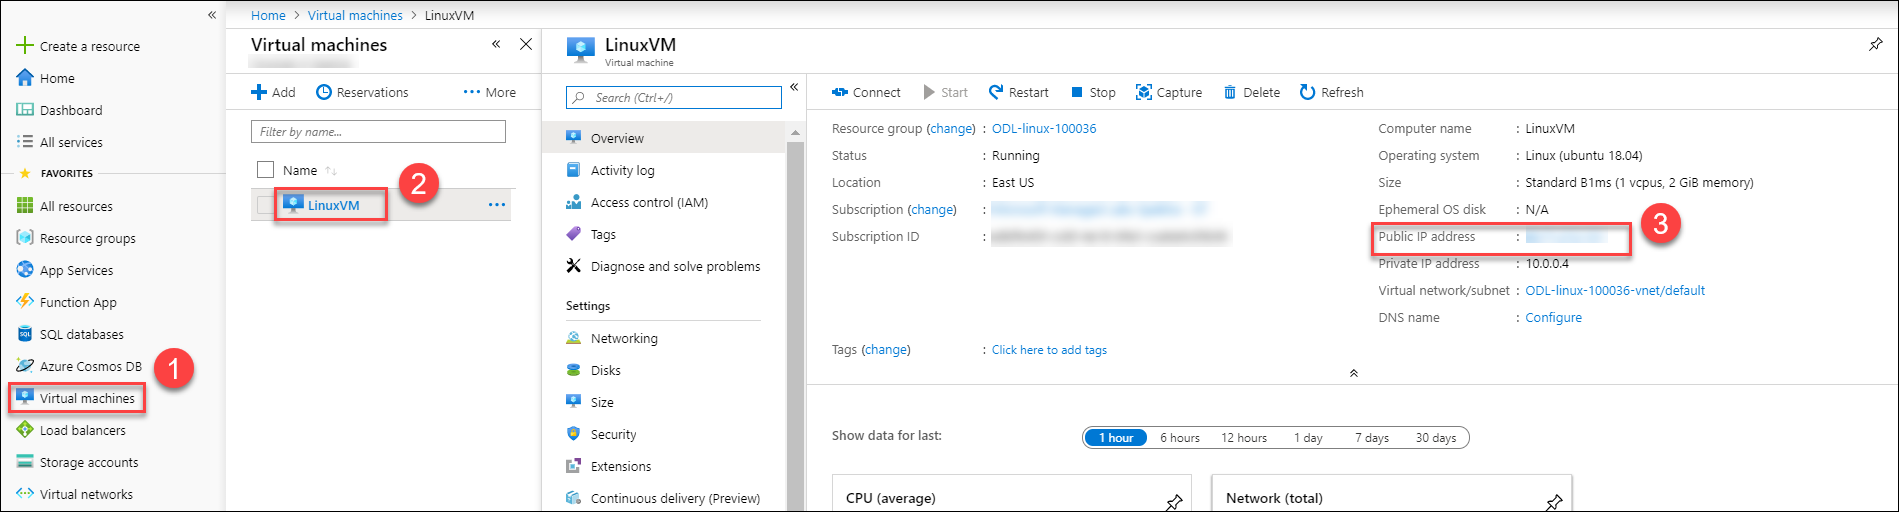 «
Create a resource
Home
Dashboard
All services
FAVORITES
All resources
Resource groups
App Services
Function App
SQL databases
Azure Cosmos DB
1
Virtual machines
Load balancers
Storage accounts
Virtual networks
Home > Virtual machines > LinuxVM
Virtual machines « ×
Add Reservations ··· More
Filter by name...
Name ↑↓
2
LinuxVM ···
LinuxVM
Virtual machine
Search (Ctrl+/) «
Overview
Activity log
Access control (IAM)
Tags
Diagnose and solve problems
Settings
Networking
Disks
Size
Security
Extensions
Continuous delivery (Preview)
Connect Start Restart Stop Capture Delete Refresh
Resource group (change) : ODL-linux-100036
Status : Running
Location : East US
Subscription (change) :
Subscription ID :
Computer name : LinuxVM
Operating system : Linux (ubuntu 18.04)
Size : Standard B1ms (1 vcpus, 2 GiB memory)
Ephemeral OS disk : N/A
Public IP address :
3
Private IP address : 10.0.0.4
Virtual network/subnet : ODL-linux-100036-vnet/default
DNS name : Configure
Tags (change) : Click here to add tags
Show data for last: 1 hour 6 hours 12 hours 1 day 7 days 30 days
CPU (average)
Network (total)